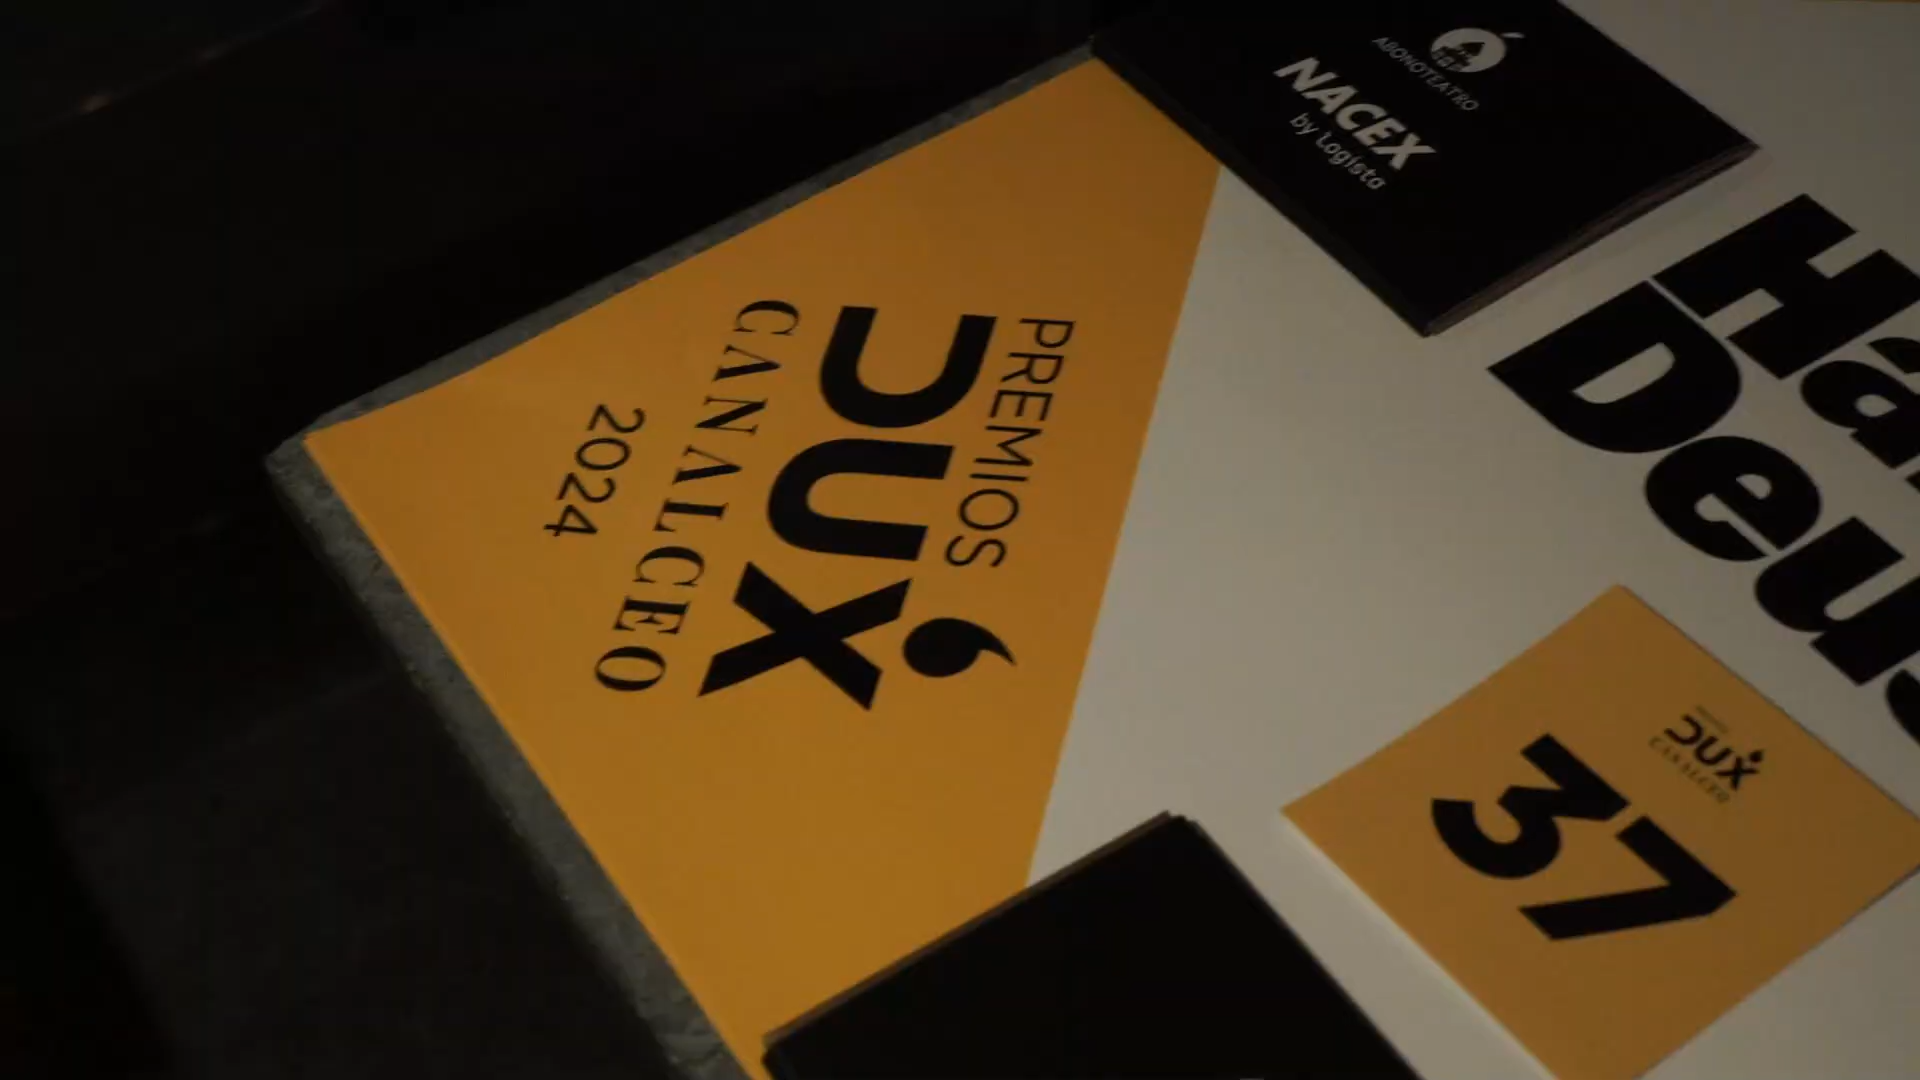 PREMIOS
DUX
CANALCEO
2024
ABONOTEATRO
NACEX
by Logista
DUX
CANALCEO
37